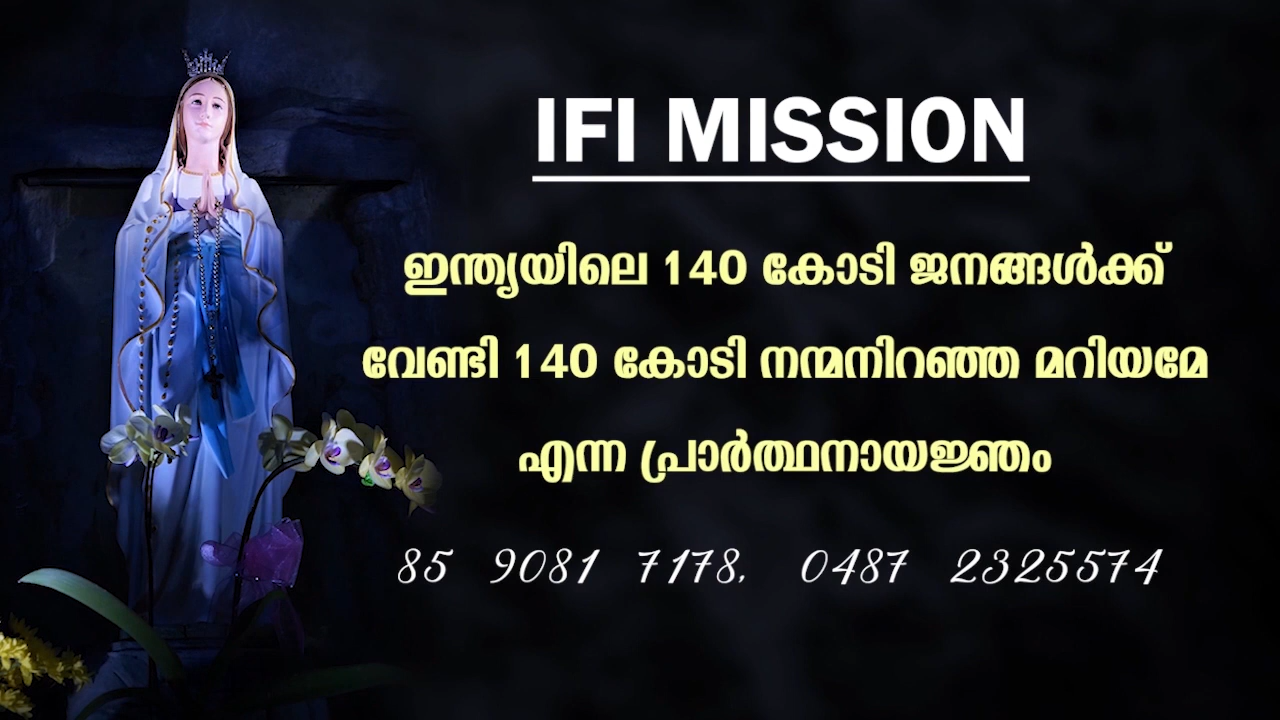 IFI MISSION
ഇന്ത്യയിലെ 140 കോടി ജനങ്ങൾക്ക്
വേണ്ടി 140 കോടി നന്മനിറഞ്ഞ മറിയമേ
എന്ന പ്രാർത്ഥനായജ്ഞം
85 9081 7178, 0487 2325574